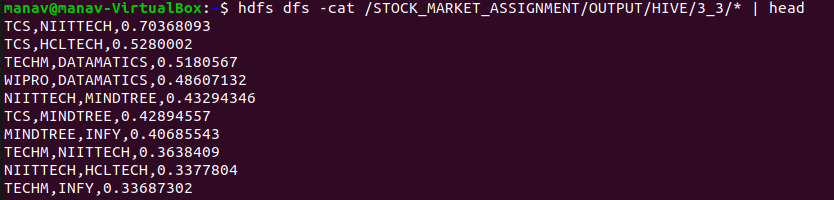 manav@manav-VirtualBox:~$ hdfs dfs -cat /STOCK_MARKET_ASSIGNMENT/OUTPUT/HIVE/3_3/* | head
TCS,NIITTECH,0.70368093
TCS,HCLTECH,0.5280002
TECHM,DATAMATICS,0.5180567
WIPRO,DATAMATICS,0.48607132
NIITTECH,MINDTREE,0.43294346
TCS,MINDTREE,0.42894557
MINDTREE,INFY,0.40685543
TECHM,NIITTECH,0.3638409
NIITTECH,HCLTECH,0.3377804
TECHM,INFY,0.33687302